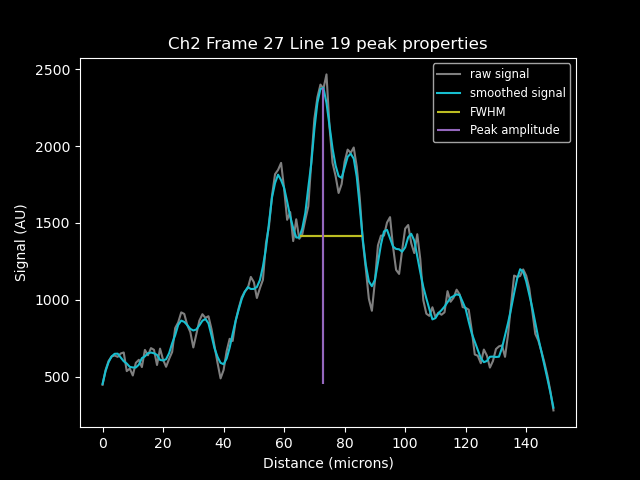 Ch2 Frame 27 Line 19 peak properties
raw signal
smoothed signal
FWHM
Peak amplitude
2500
2000
1500
1000
500
Signal (AU)
0 20 40 60 80 100 120 140
Distance (microns)